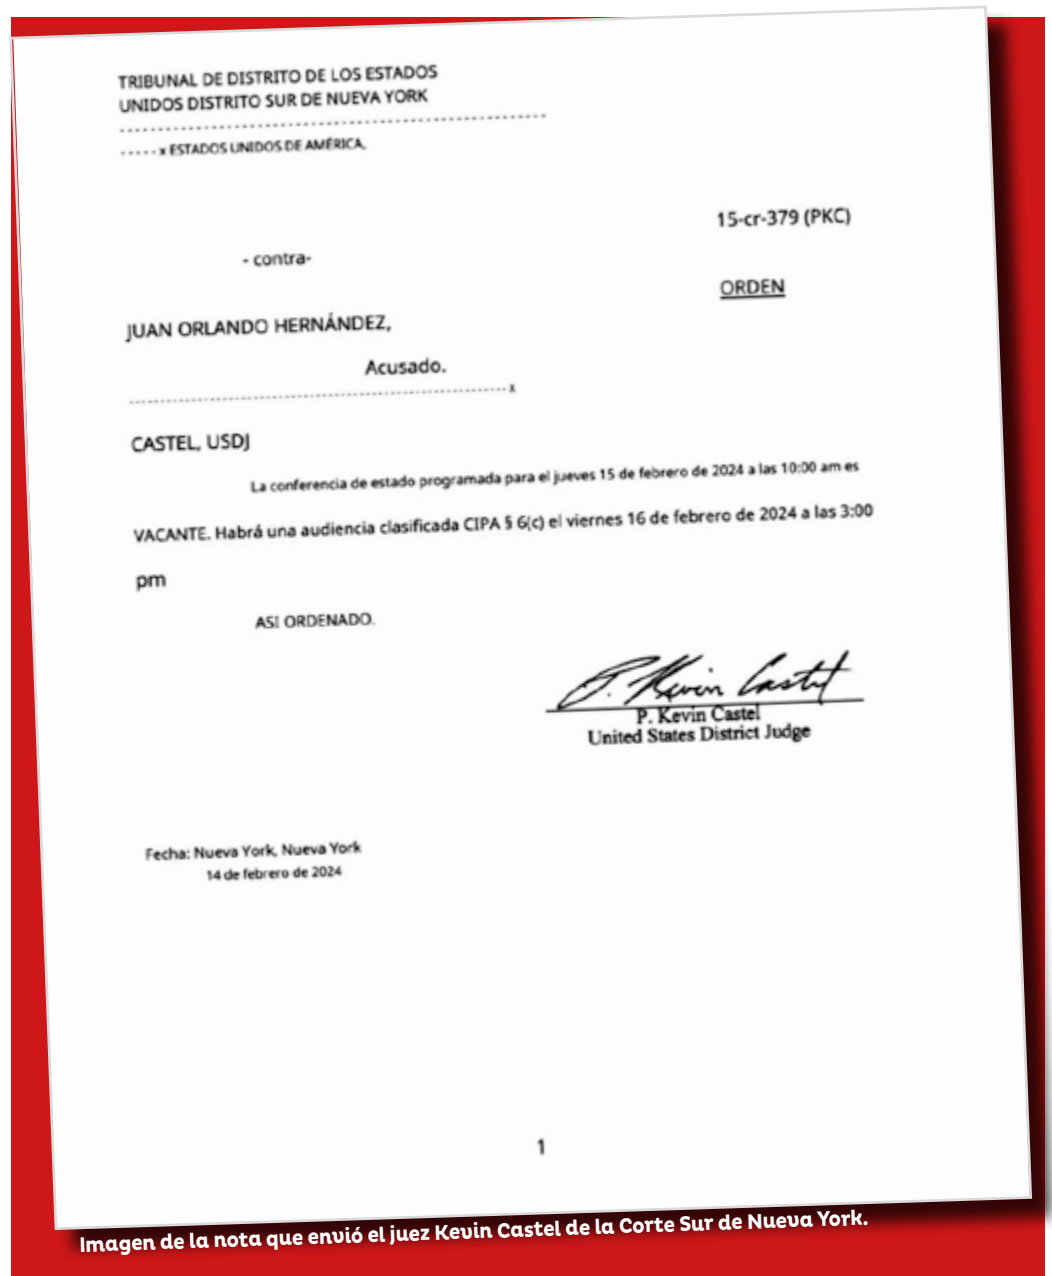 TRIBUNAL DE DISTRITO DE LOS ESTADOS
UNIDOS DISTRITO SUR DE NUEVA YORK
-------------------------------------------------------
----- x ESTADOS UNIDOS DE AMÉRICA,
15-cr-379 (PKC)
- contra-
ORDEN
JUAN ORLANDO HERNÁNDEZ,
Acusado.
-------------------------------------------------------------- x
CASTEL, USDJ
La conferencia de estado programada para el jueves 15 de febrero de 2024 a las 10:00 am es
VACANTE. Habrá una audiencia clasificada CIPA § 6(c) el viernes 16 de febrero de 2024 a las 3:00
pm
ASI ORDENADO.
P. Kevin Castel
P. Kevin Castel
United States District Judge
Fecha: Nueva York, Nueva York
14 de febrero de 2024
1
Imagen de la nota que envió el juez Kevin Castel de la Corte Sur de Nueva York.